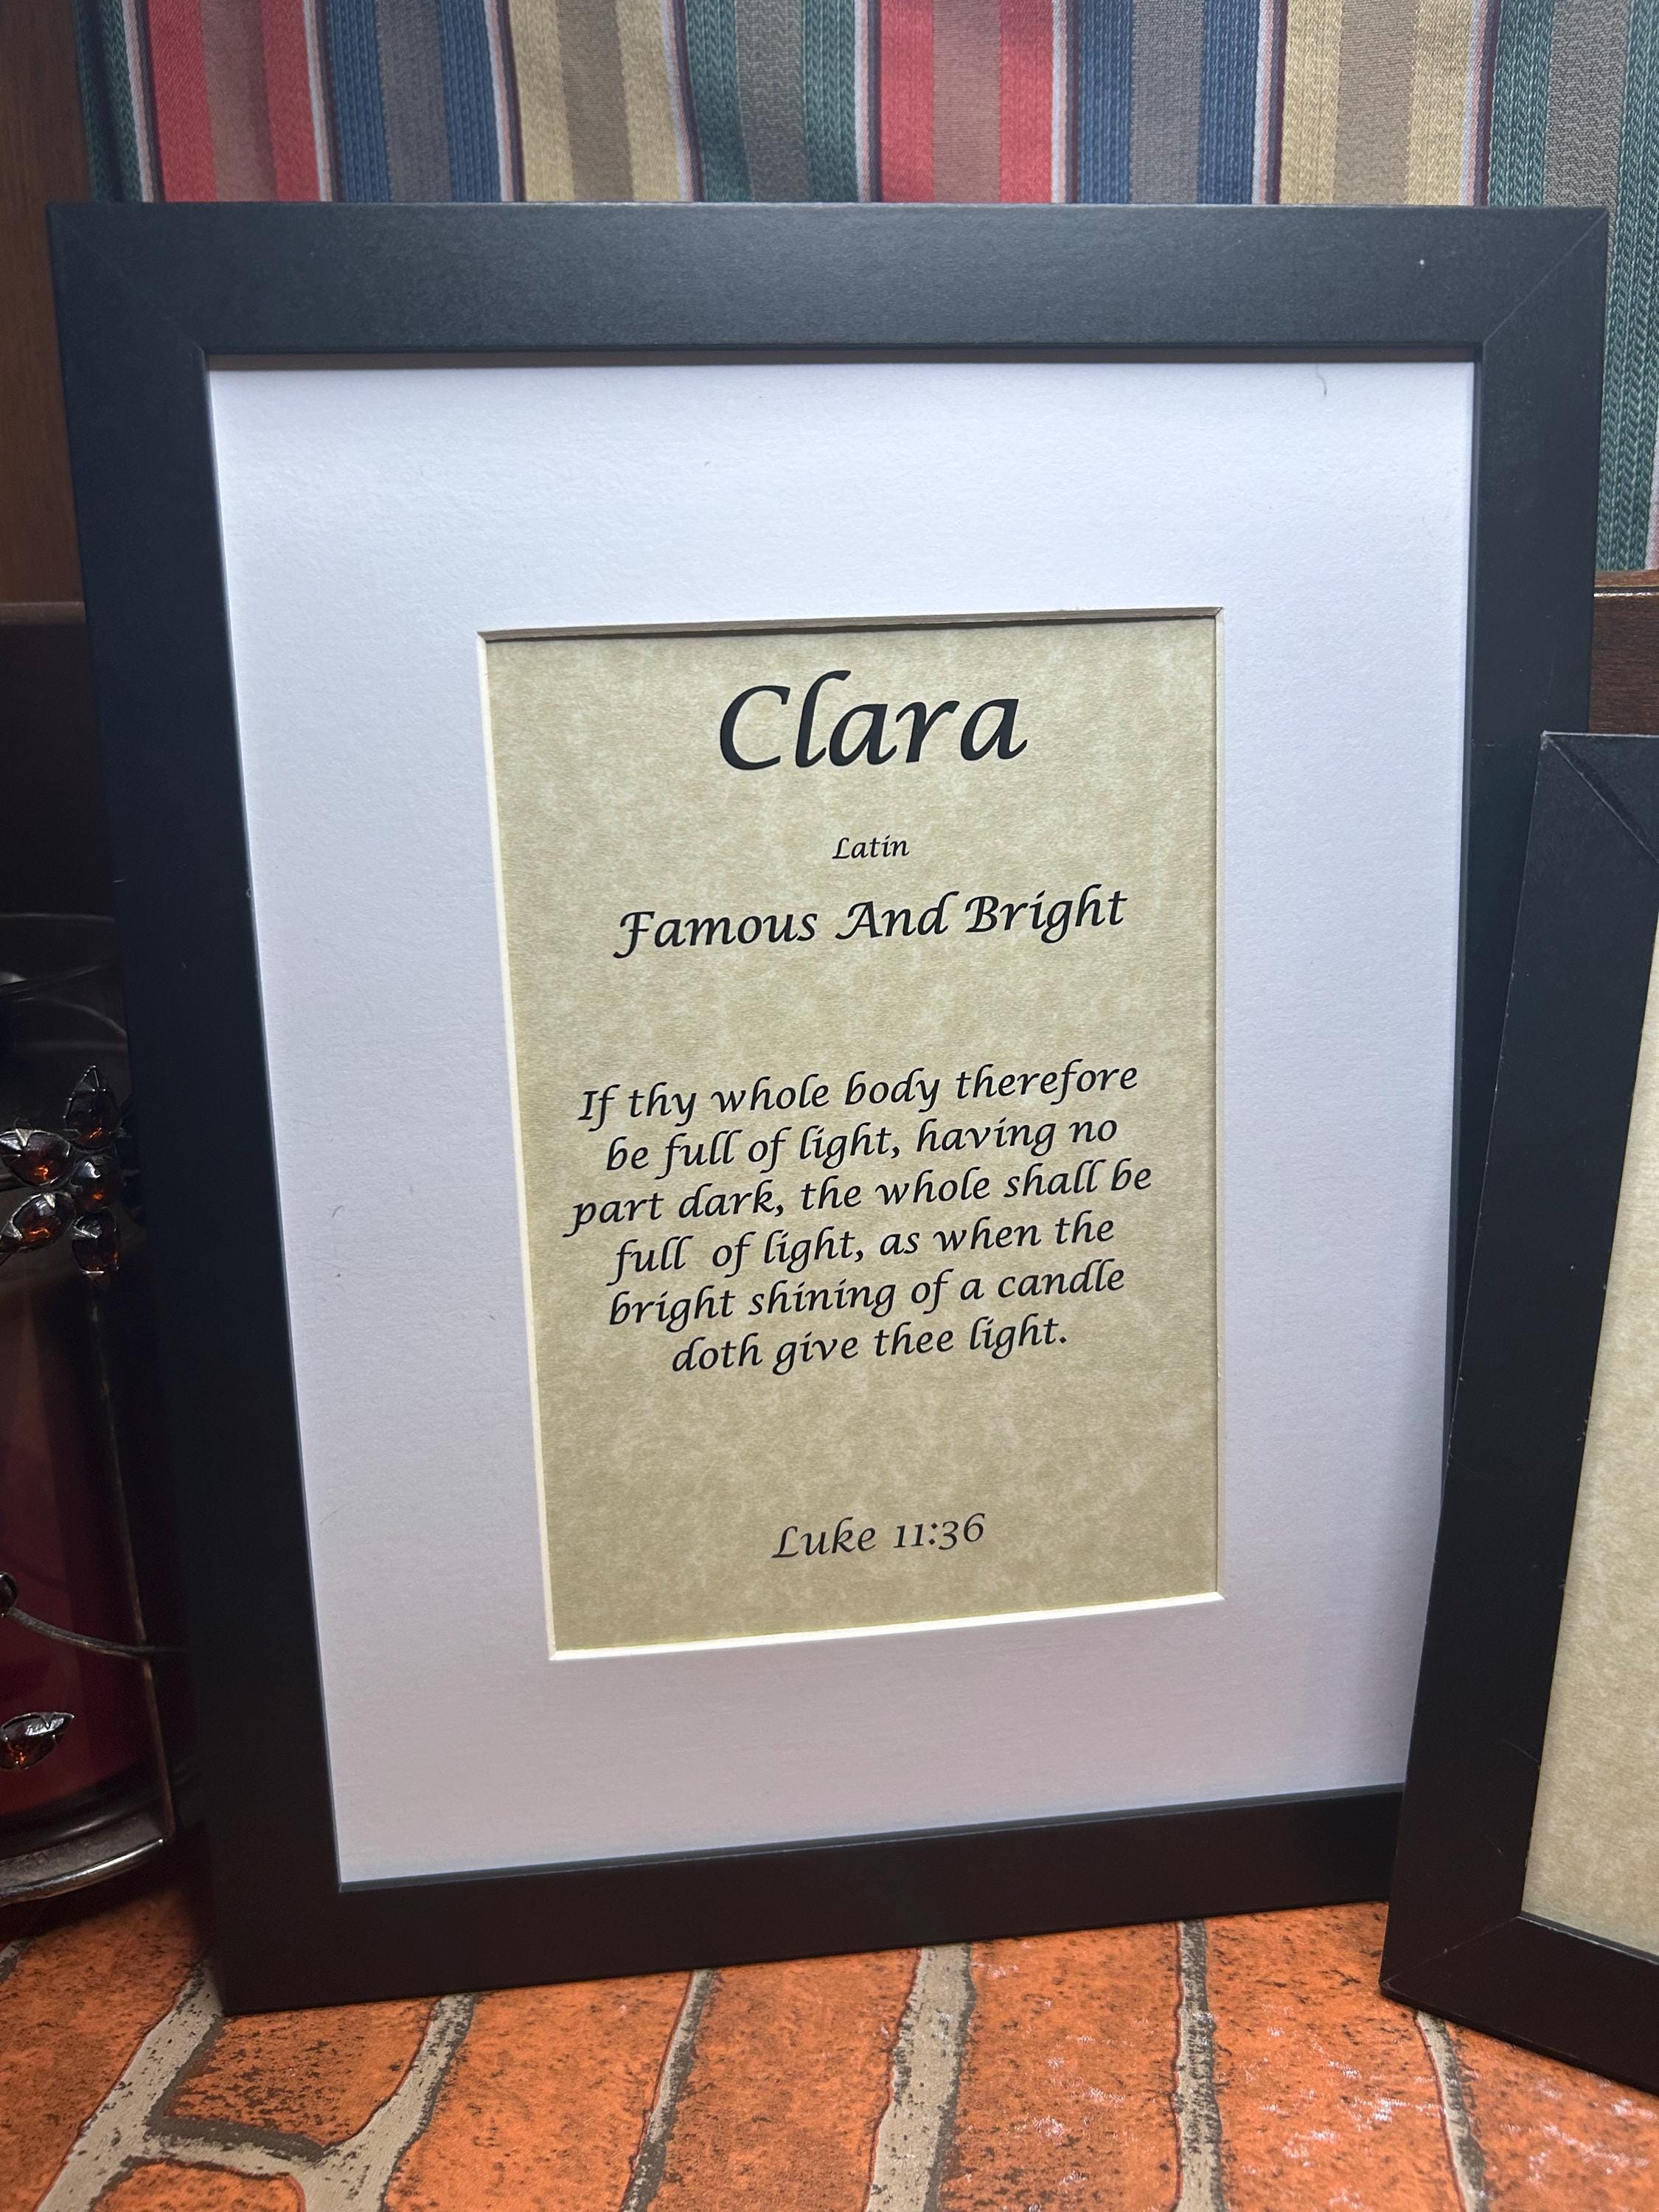 Clara
Latin
Famous And Bright
If thy whole body therefore
be full of light, having no
part dark, the whole shall be
full of light, as when the
bright shining of a candle
doth give thee light.
Luke 11:36